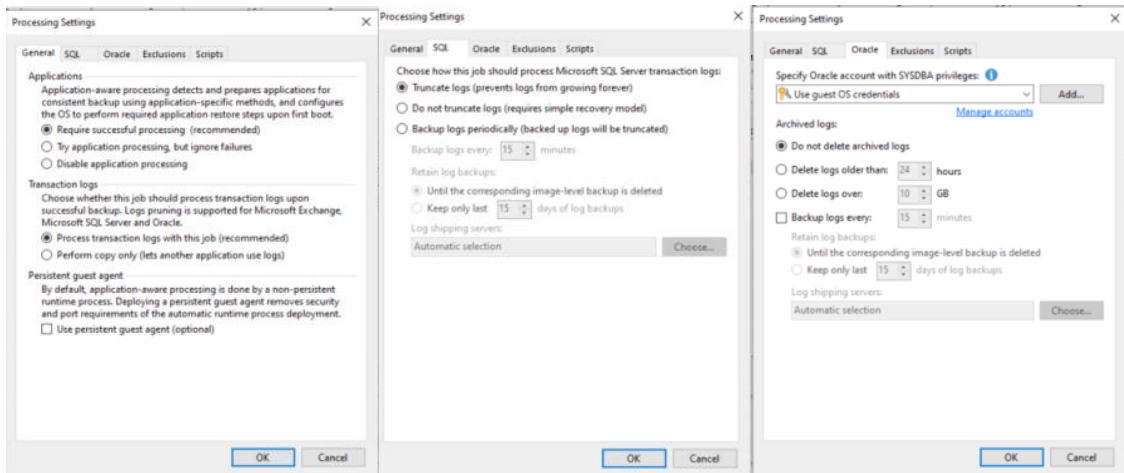 Processing Settings
General SQL Oracle Exclusions Scripts
Applications
Application-aware processing detects and prepares applications for
consistent backup using application-specific methods, and configures
the OS to perform required application restore steps upon first boot.
Require successful processing (recommended)
Try application processing, but ignore failures
Disable application processing
Transaction logs
Choose whether this job should process transaction logs upon
successful backup. Logs pruning is supported for Microsoft Exchange,
Microsoft SQL Server and Oracle.
Process transaction logs with this job (recommended)
Perform copy only (lets another application use logs)
Persistent guest agent
By default, application-aware processing is done by a non-persistent
runtime process. Deploying a persistent guest agent removes security
and port requirements of the automatic runtime process deployment.
Use persistent guest agent (optional)
OK Cancel
Processing Settings
General SQL Oracle Exclusions Scripts
Choose how this job should process Microsoft SQL Server transaction logs:
Truncate logs (prevents logs from growing forever)
Do not truncate logs (requires simple recovery model)
Backup logs periodically (backed up logs will be truncated)
Backup logs every: 15 minutes
Retain log backups:
Until the corresponding image-level backup is deleted
Keep only last 15 days of log backups
Log shipping servers:
Automatic selection Choose...
OK Cancel
Processing Settings
General SQL Oracle Exclusions Scripts
Specify Oracle account with SYSDBA privileges:
Use guest OS credentials Add...
Manage accounts
Archived logs:
Do not delete archived logs
Delete logs older than: 24 hours
Delete logs over: 10 GB
Backup logs every: 15 minutes
Retain log backups:
Until the corresponding image-level backup is deleted
Keep only last 15 days of log backups
Log shipping servers:
Automatic selection Choose...
OK Cancel